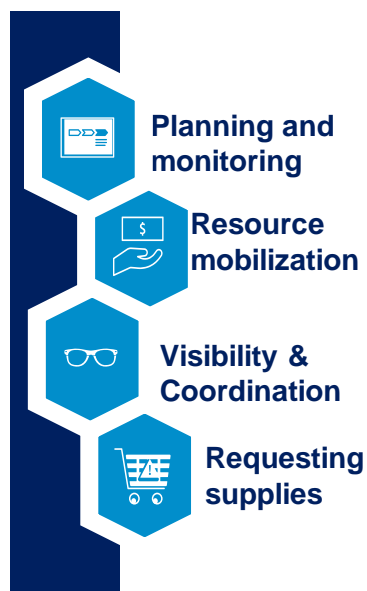 Planning and
monitoring
$
Resource
mobilization
Visibility &
Coordination
Requesting
supplies